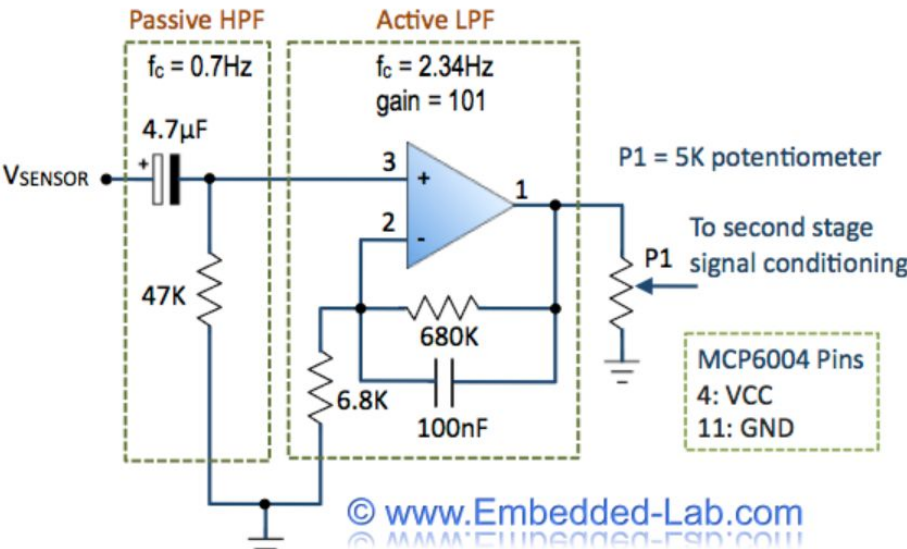 Passive HPF
Active LPF
fc = 0.7Hz
fc = 2.34Hz
gain = 101
4.7µF
VSENSOR
+
3
+
1
2
-
P1 = 5K potentiometer
To second stage
P1 signal conditioning
47K
680K
6.8K
100nF
MCP6004 Pins
4: VCC
11: GND
© www.Embedded-Lab.com